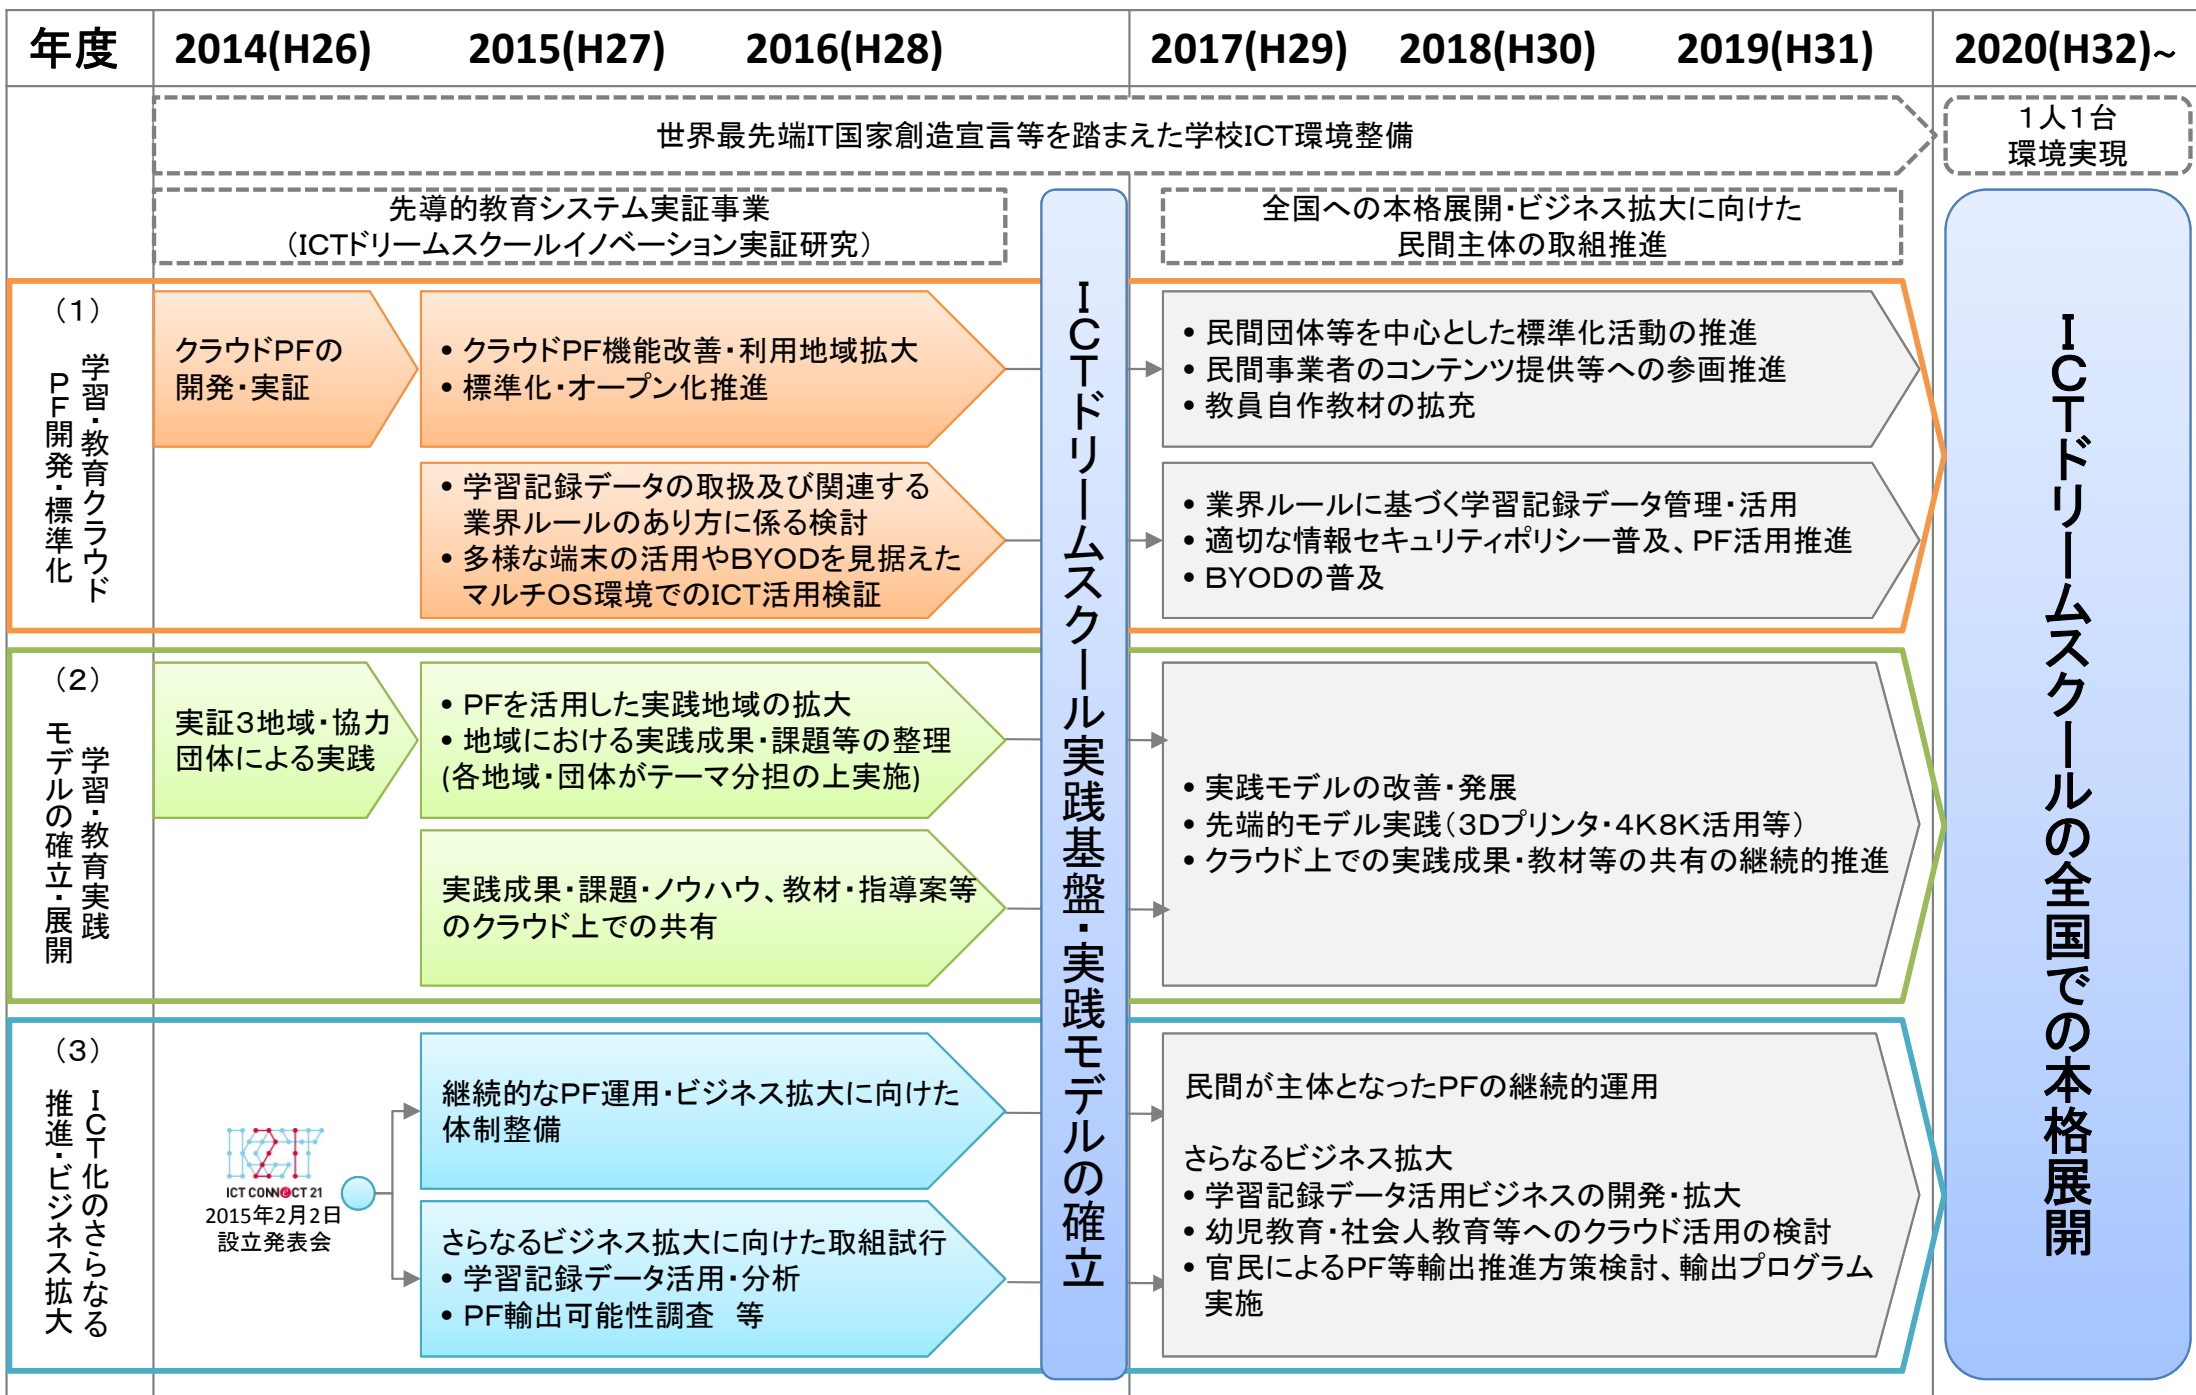 年度
2014(H26)
2015(H27)
2016(H28)
2017(H29)
2018(H30)
2019(H31)
2020(H32)~
世界最先端IT国家創造宣言等を踏まえた学校ICT環境整備
1人1台
環境実現
先導的教育システム実証事業
(ICTドリームスクールイノベーション実証研究)
全国への本格展開・ビジネス拡大に向けた
民間主体の取組推進
(1)
学習・教育クラウド
PF開発・標準化
クラウドPFの
開発・実証
• クラウドPF機能改善・利用地域拡大
• 標準化・オープン化推進
• 学習記録データの取扱及び関連する
業界ルールのあり方に係る検討
• 多様な端末の活用やBYODを見据えた
マルチOS環境でのICT活用検証
ICTドリームスクール実践基盤・実践モデルの確立
• 民間団体等を中心とした標準化活動の推進
• 民間事業者のコンテンツ提供等への参画推進
• 教員自作教材の拡充
• 業界ルールに基づく学習記録データ管理・活用
• 適切な情報セキュリティポリシー普及、PF活用推進
• BYODの普及
ICTドリームスクールの全国での本格展開
(2)
学習・教育実践
モデルの確立・展開
実証3地域・協力
団体による実践
• PFを活用した実践地域の拡大
• 地域における実践成果・課題等の整理
(各地域・団体がテーマ分担の上実施)
実践成果・課題・ノウハウ、教材・指導案等
のクラウド上での共有
• 実践モデルの改善・発展
• 先端的モデル実践(3Dプリンタ・4K8K活用等)
• クラウド上での実践成果・教材等の共有の継続的推進
(3)
ICT化のさらなる
推進・ビジネス拡大
ICT CONNeCT 21
2015年2月2日
設立発表会
継続的なPF運用・ビジネス拡大に向けた
体制整備
さらなるビジネス拡大に向けた取組試行
• 学習記録データ活用・分析
• PF輸出可能性調査 等
民間が主体となったPFの継続的運用
さらなるビジネス拡大
• 学習記録データ活用ビジネスの開発・拡大
• 幼児教育・社会人教育等へのクラウド活用の検討
• 官民によるPF等輸出推進方策検討、輸出プログラム
実施